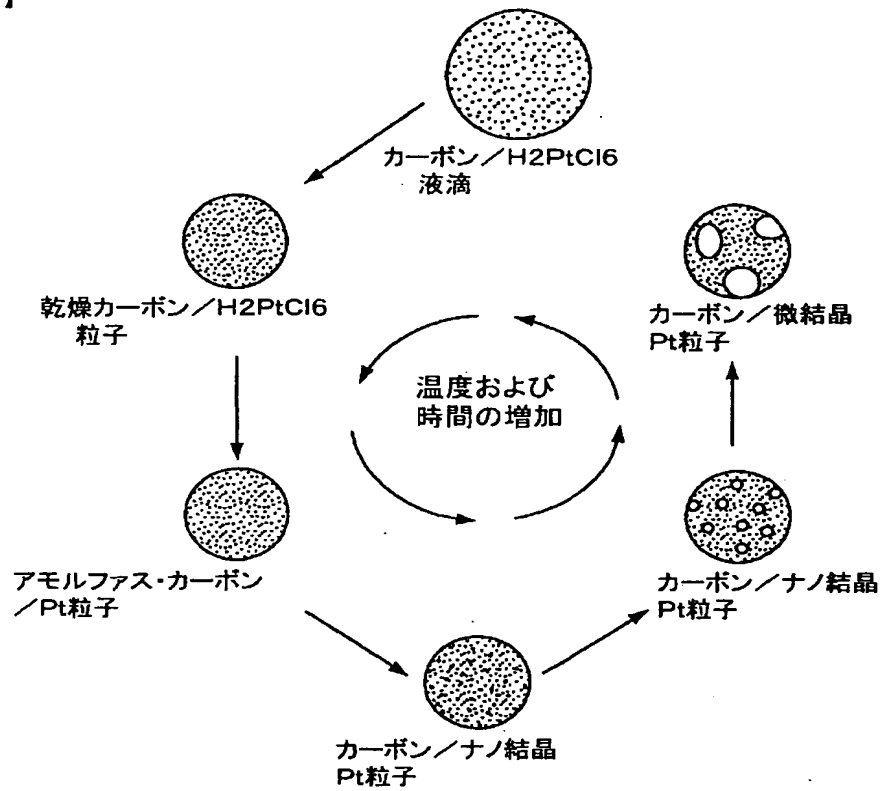 】
カーボン／H2PtCl6
液滴
乾燥カーボン／H2PtCl6
粒子
カーボン／微結晶
Pt粒子
温度および
時間の増加
アモルファス・カーボン
／Pt粒子
カーボン／ナノ結晶
Pt粒子
カーボン／ナノ結晶
Pt粒子